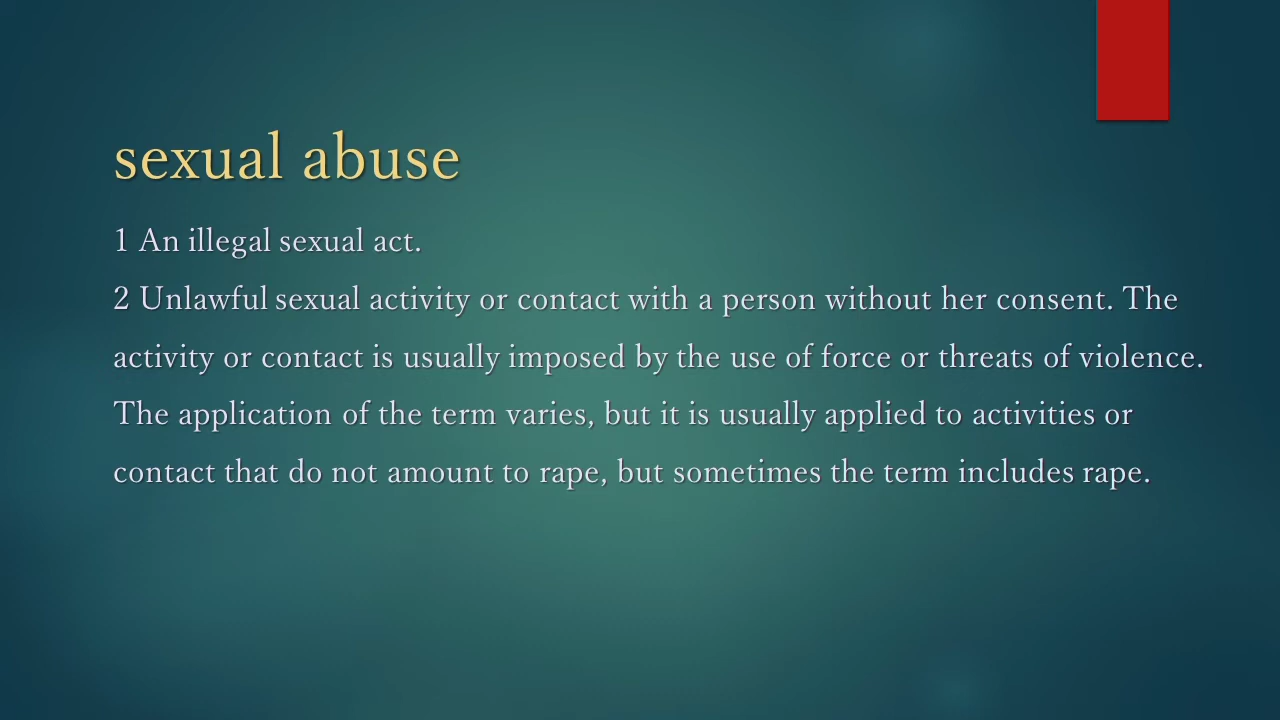 sexual abuse
1 An illegal sexual act.
2 Unlawful sexual activity or contact with a person without her consent. The
activity or contact is usually imposed by the use of force or threats of violence.
The application of the term varies, but it is usually applied to activities or
contact that do not amount to rape, but sometimes the term includes rape.